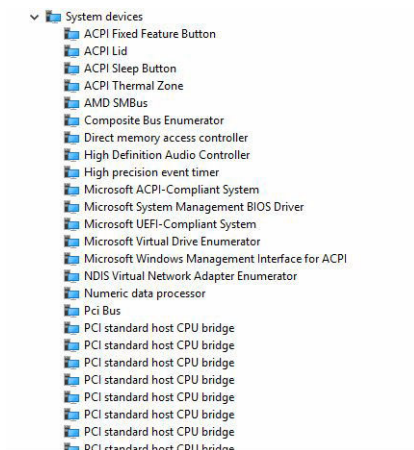 System devices
ACPI Fixed Feature Button
ACPI Lid
ACPI Sleep Button
ACPI Thermal Zone
AMD SMBus
Composite Bus Enumerator
Direct memory access controller
High Definition Audio Controller
High precision event timer
Microsoft ACPI-Compliant System
Microsoft System Management BIOS Driver
Microsoft UEFI-Compliant System
Microsoft Virtual Drive Enumerator
Microsoft Windows Management Interface for ACPI
NDIS Virtual Network Adapter Enumerator
Numeric data processor
Pci Bus
PCI standard host CPU bridge
PCI standard host CPU bridge
PCI standard host CPU bridge
PCI standard host CPU bridge
PCI standard host CPU bridge
PCI standard host CPU bridge
PCI standard host CPU bridge
PCI standard host CPU bridge